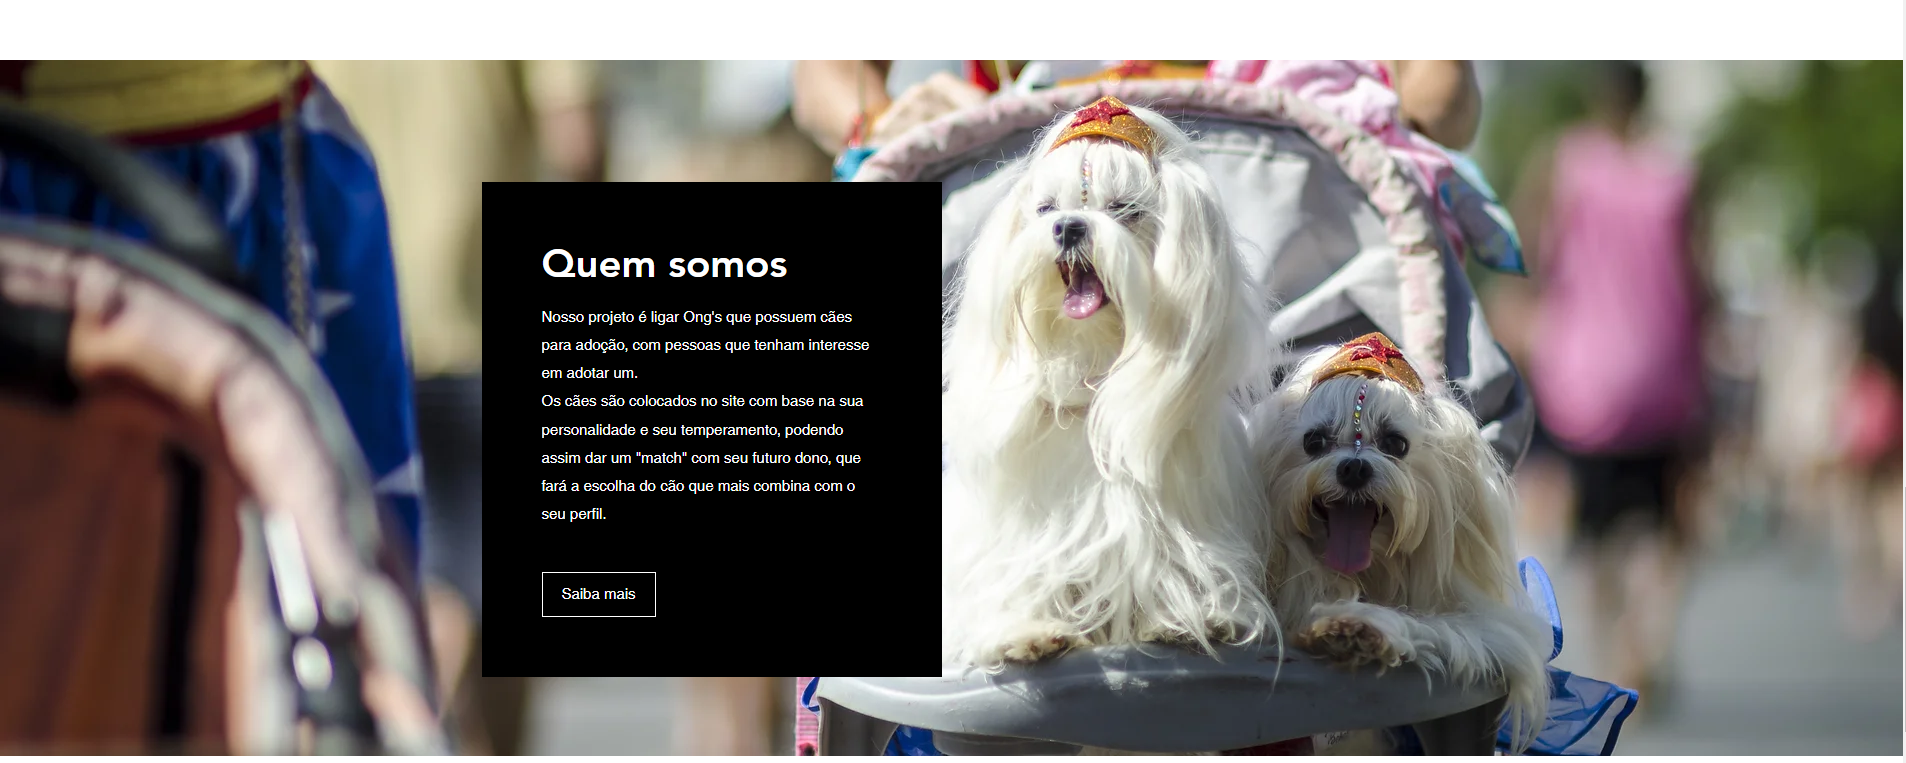 Quem somos
Nosso projeto é ligar Ong's que possuem cães
para adoção, com pessoas que tenham interesse
em adotar um.
Os cães são colocados no site com base na sua
personalidade e seu temperamento, podendo
assim dar um "match" com seu futuro dono, que
fará a escolha do cão que mais combina com o
seu perfil.
Saiba mais